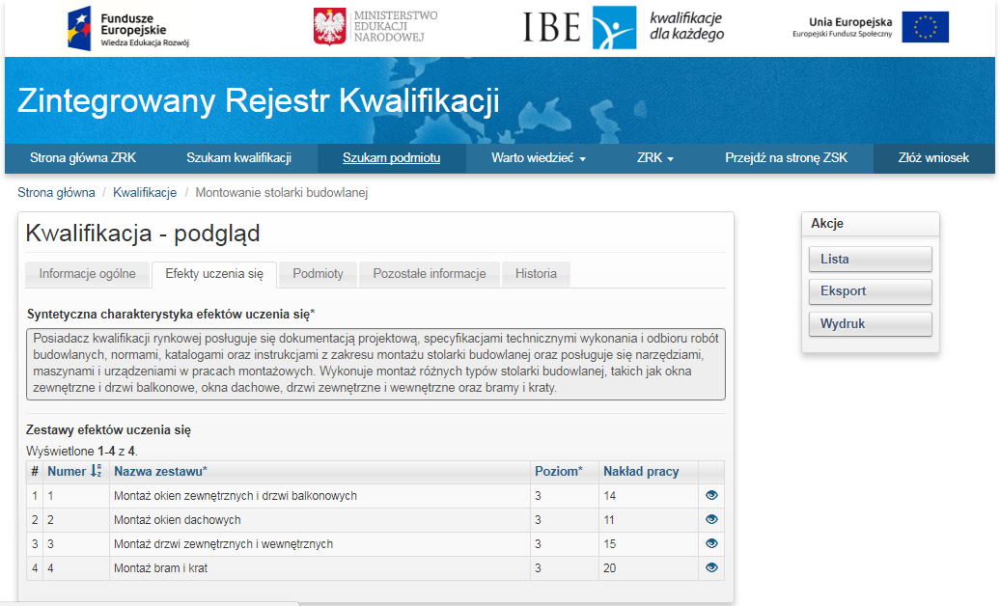 Fundusze
Europejskie
Wiedza Edukacja Rozwój
MINISTERSTWO
EDUKACJI
NARODOWEJ
IBE
kwalifikacje
dla każdego
Unia Europejska
Europejski Fundusz Społeczny
Zintegrowany Rejestr Kwalifikacji
Strona główna ZRK Szukam kwalifikacji Szukam podmiotu Warto wiedzieć ZRK Przejdź na stronę ZSK Złóż wniosek
Strona główna / Kwalifikacje / Montowanie stolarki budowlanej
Kwalifikacja - podgląd
Informacje ogólne Efekty uczenia się Podmioty Pozostałe informacje Historia
Syntetyczna charakterystyka efektów uczenia się*
Posiadacz kwalifikacji rynkowej posługuje się dokumentacją projektową, specyfikacjami technicznymi wykonania i odbioru robót
budowlanych, normami, katalogami oraz instrukcjami z zakresu montażu stolarki budowlanej oraz posługuje się narzędziami,
maszynami i urządzeniami w pracach montażowych. Wykonuje montaż różnych typów stolarki budowlanej, takich jak okna
zewnętrzne i drzwi balkonowe, okna dachowe, drzwi zewnętrzne i wewnętrzne oraz bramy i kraty.
Zestawy efektów uczenia się
Wyświetlone 1-4 z 4.
# Numer Nazwa zestawu* Poziom* Nakład pracy
1 1 Montaż okien zewnętrznych i drzwi balkonowych 3 14
2 2 Montaż okien dachowych 3 11
3 3 Montaż drzwi zewnętrznych i wewnętrznych 3 15
4 4 Montaż bram i krat 3 20
Akcje
Lista
Eksport
Wydruk